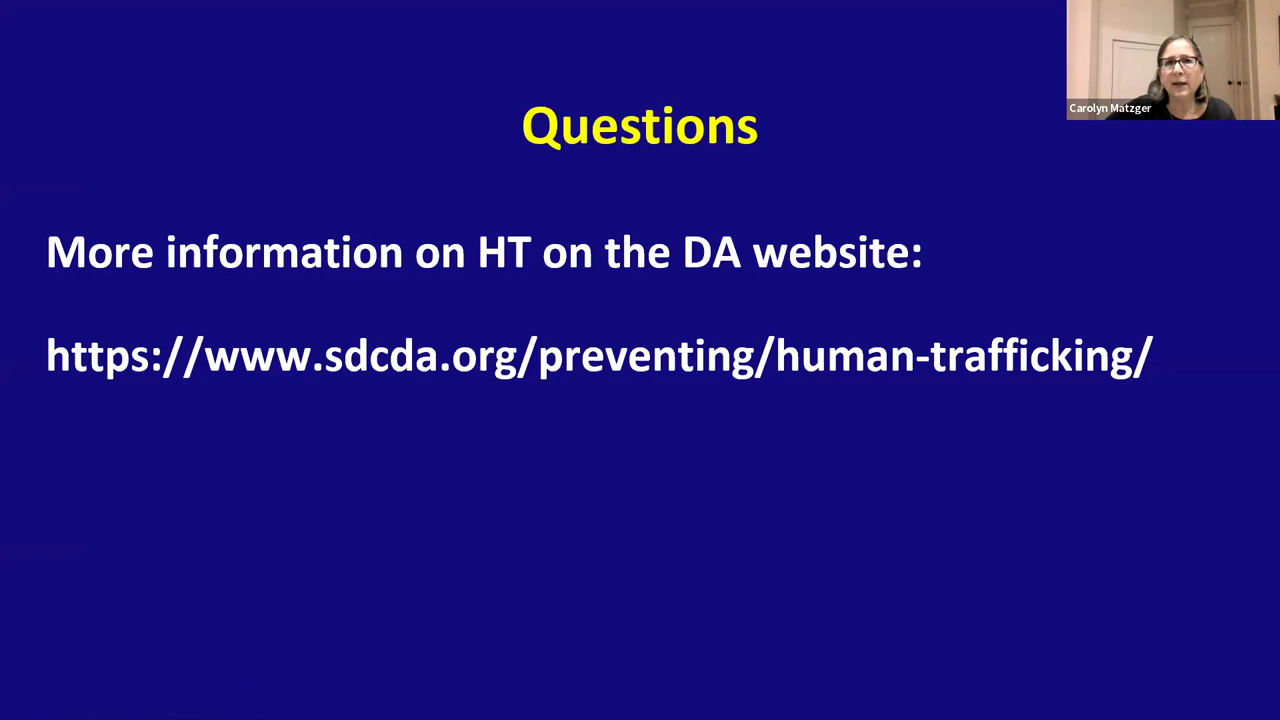 Carolyn Matzger
Questions
More information on HT on the DA website:
https://www.sdcda.org/preventing/human-trafficking/